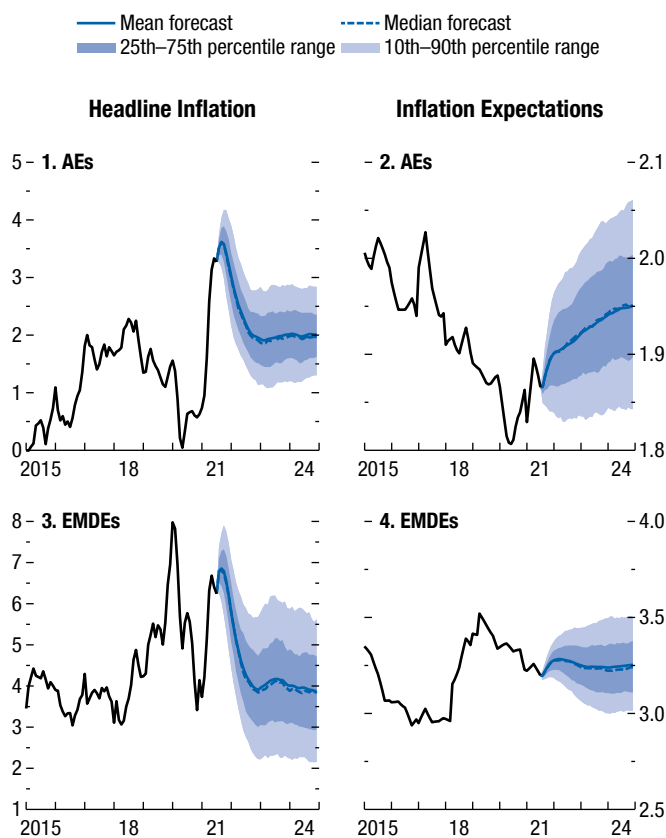 Mean forecast Median forecast
25th–75th percentile range 10th–90th percentile range
Headline Inflation Inflation Expectations
5 1. AEs 2. AEs 2.1
4
3 2.0
2 1.9
1
0 1.8
2015 18 21 24 2015 18 21 24
8 3. EMDEs 4. EMDEs 4.0
7
6 3.5
5
4 3.0
3
2
1 2.5
2015 18 21 24 2015 18 21 24